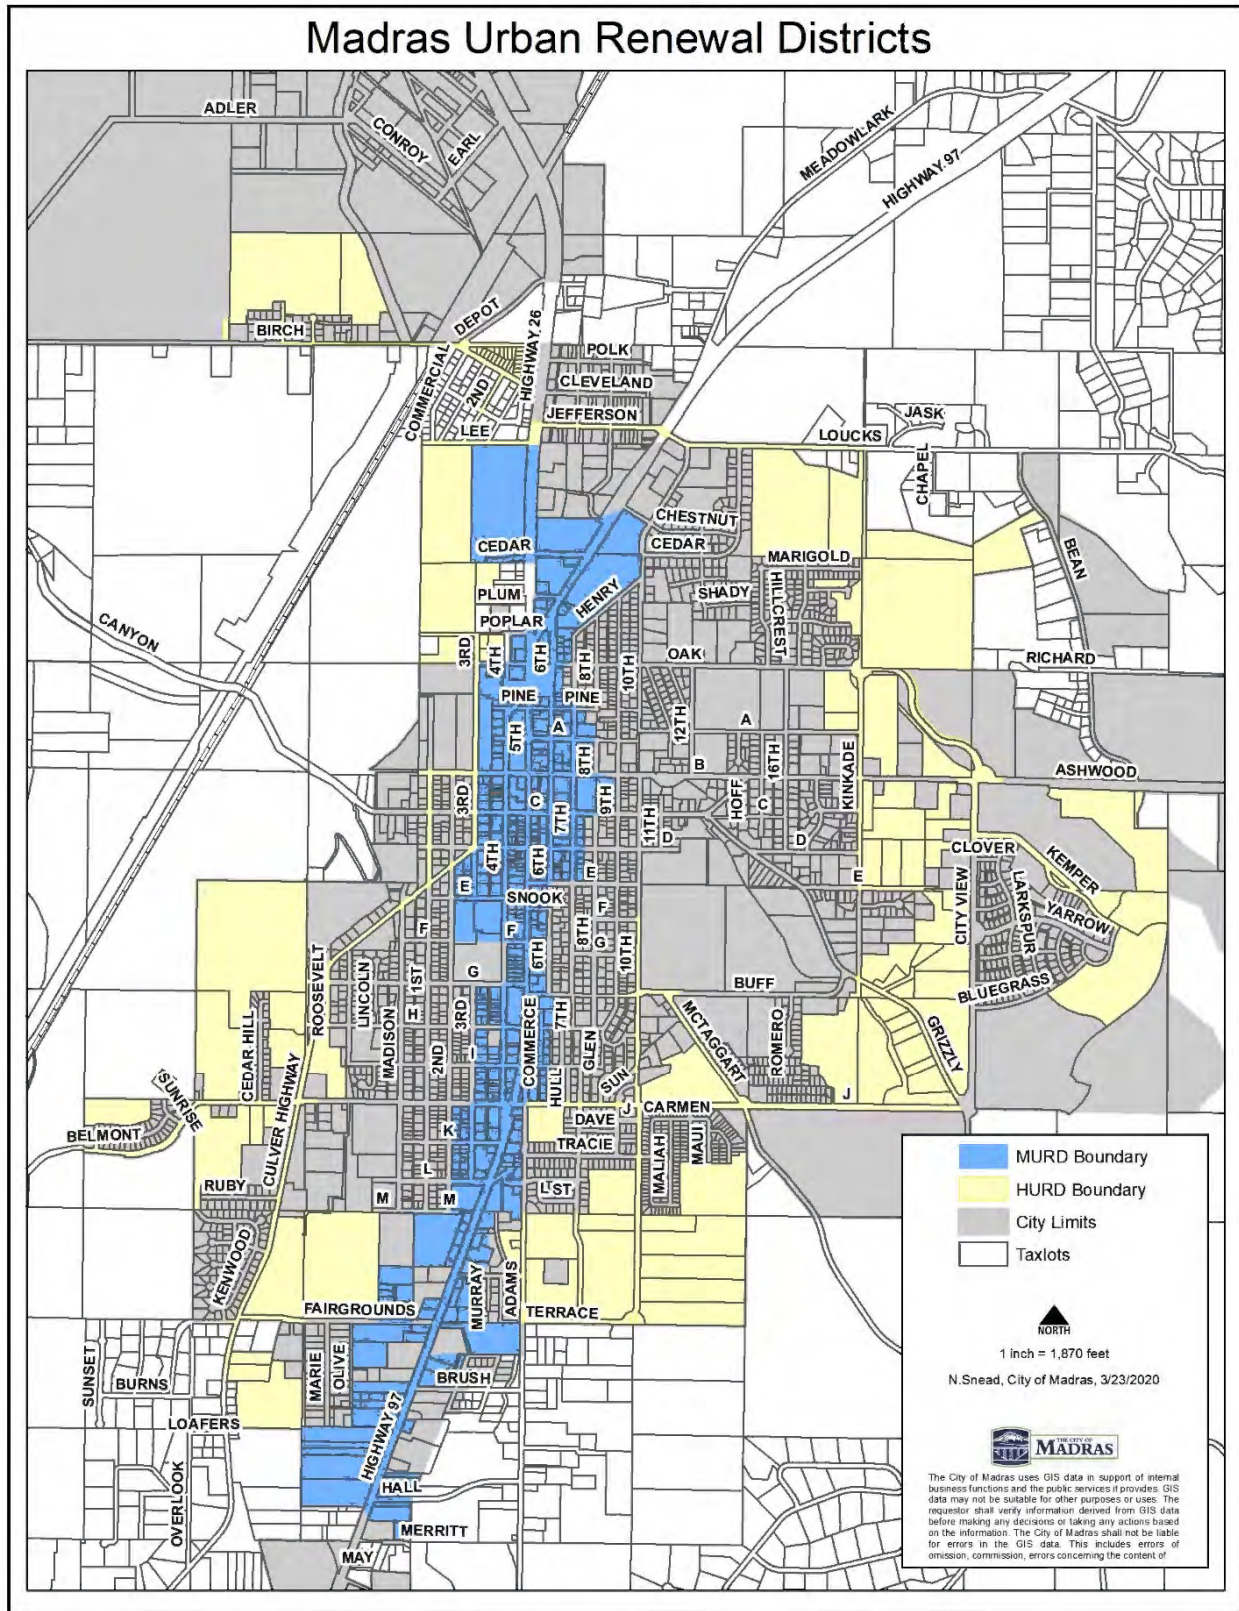 Madras Urban Renewal Districts
ADLER
CONROY
EARL
MEADOWLARK
HIGHWAY 97
BIRCH
DEPOT
HIGHWAY 26
COMMERCIAL
2ND
LEE
POLK
CLEVELAND
JEFFERSON
LOUCKS
JASK
CHAPEL
BEAN
CHESTNUT
CEDAR
CEDAR
MARIGOLD
PLUM
HENRY
SHADY
HILLCREST
POPLAR
CANYON
3RD
4TH
6TH
8TH
10TH
OAK
RICHARD
PINE
PINE
5TH
A
12TH
A
8TH
B
16TH
KINKADE
ASHWOOD
3RD
C
7TH
9TH
HOFF
C
11TH
D
D
4TH
6TH
CLOVER
KEMPER
E
E
E
SNOOK
F
F
F
8TH
G
6TH
10TH
CITY VIEW
LARKSPUR
YARROW
ROOSEVELT
LINCOLN
1ST
G
BUFF
BLUEGRASS
H
3RD
MADISON
2ND
I
COMMERCE
7TH
GLEN
MCTAGGART
ROMERO
GRIZZLY
CEDAR HILL
SUNRISE
CULVER HIGHWAY
HULL
SUN
J
CARMEN
J
BELMONT
K
DAVE
TRACIE
MALIAH
MAUI
RUBY
L
M
M
L ST
KENWOOD
MURRAY
ADAMS
FAIRGROUNDS
TERRACE
SUNSET
BURNS
MARIE
OLIVE
BRUSH
LOAFERS
HIGHWAY 97
OVERLOOK
HALL
MERRITT
MAY
MURD Boundary
HURD Boundary
City Limits
Taxlots
NORTH
1 inch = 1,870 feet
N.Snead, City of Madras, 3/23/2020
THE CITY OF
MADRAS
The City of Madras uses GIS data in support of internal
business functions and the public services it provides. GIS
data may not be suitable for other purposes or uses. The
requestor shall verify information derived from GIS data
before making any decisions or taking any actions based
on the information. The City of Madras shall not be liable
for errors in the GIS data. This includes errors of
omission, commission, errors concerning the content of